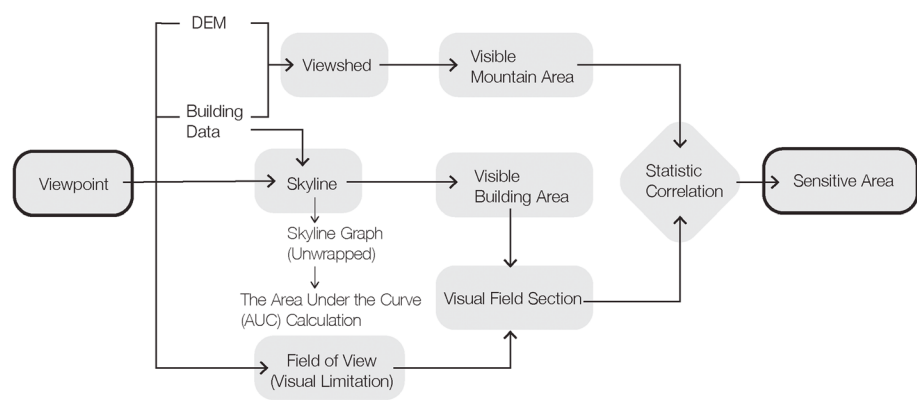 DEM
Viewshed
Visible
Mountain Area
Building
Data
Viewpoint
Skyline
Visible
Building Area
Statistic
Correlation
Sensitive Area
Skyline Graph
(Unwrapped)
The Area Under the Curve
(AUC) Calculation
Visual Field Section
Field of View
(Visual Limitation)